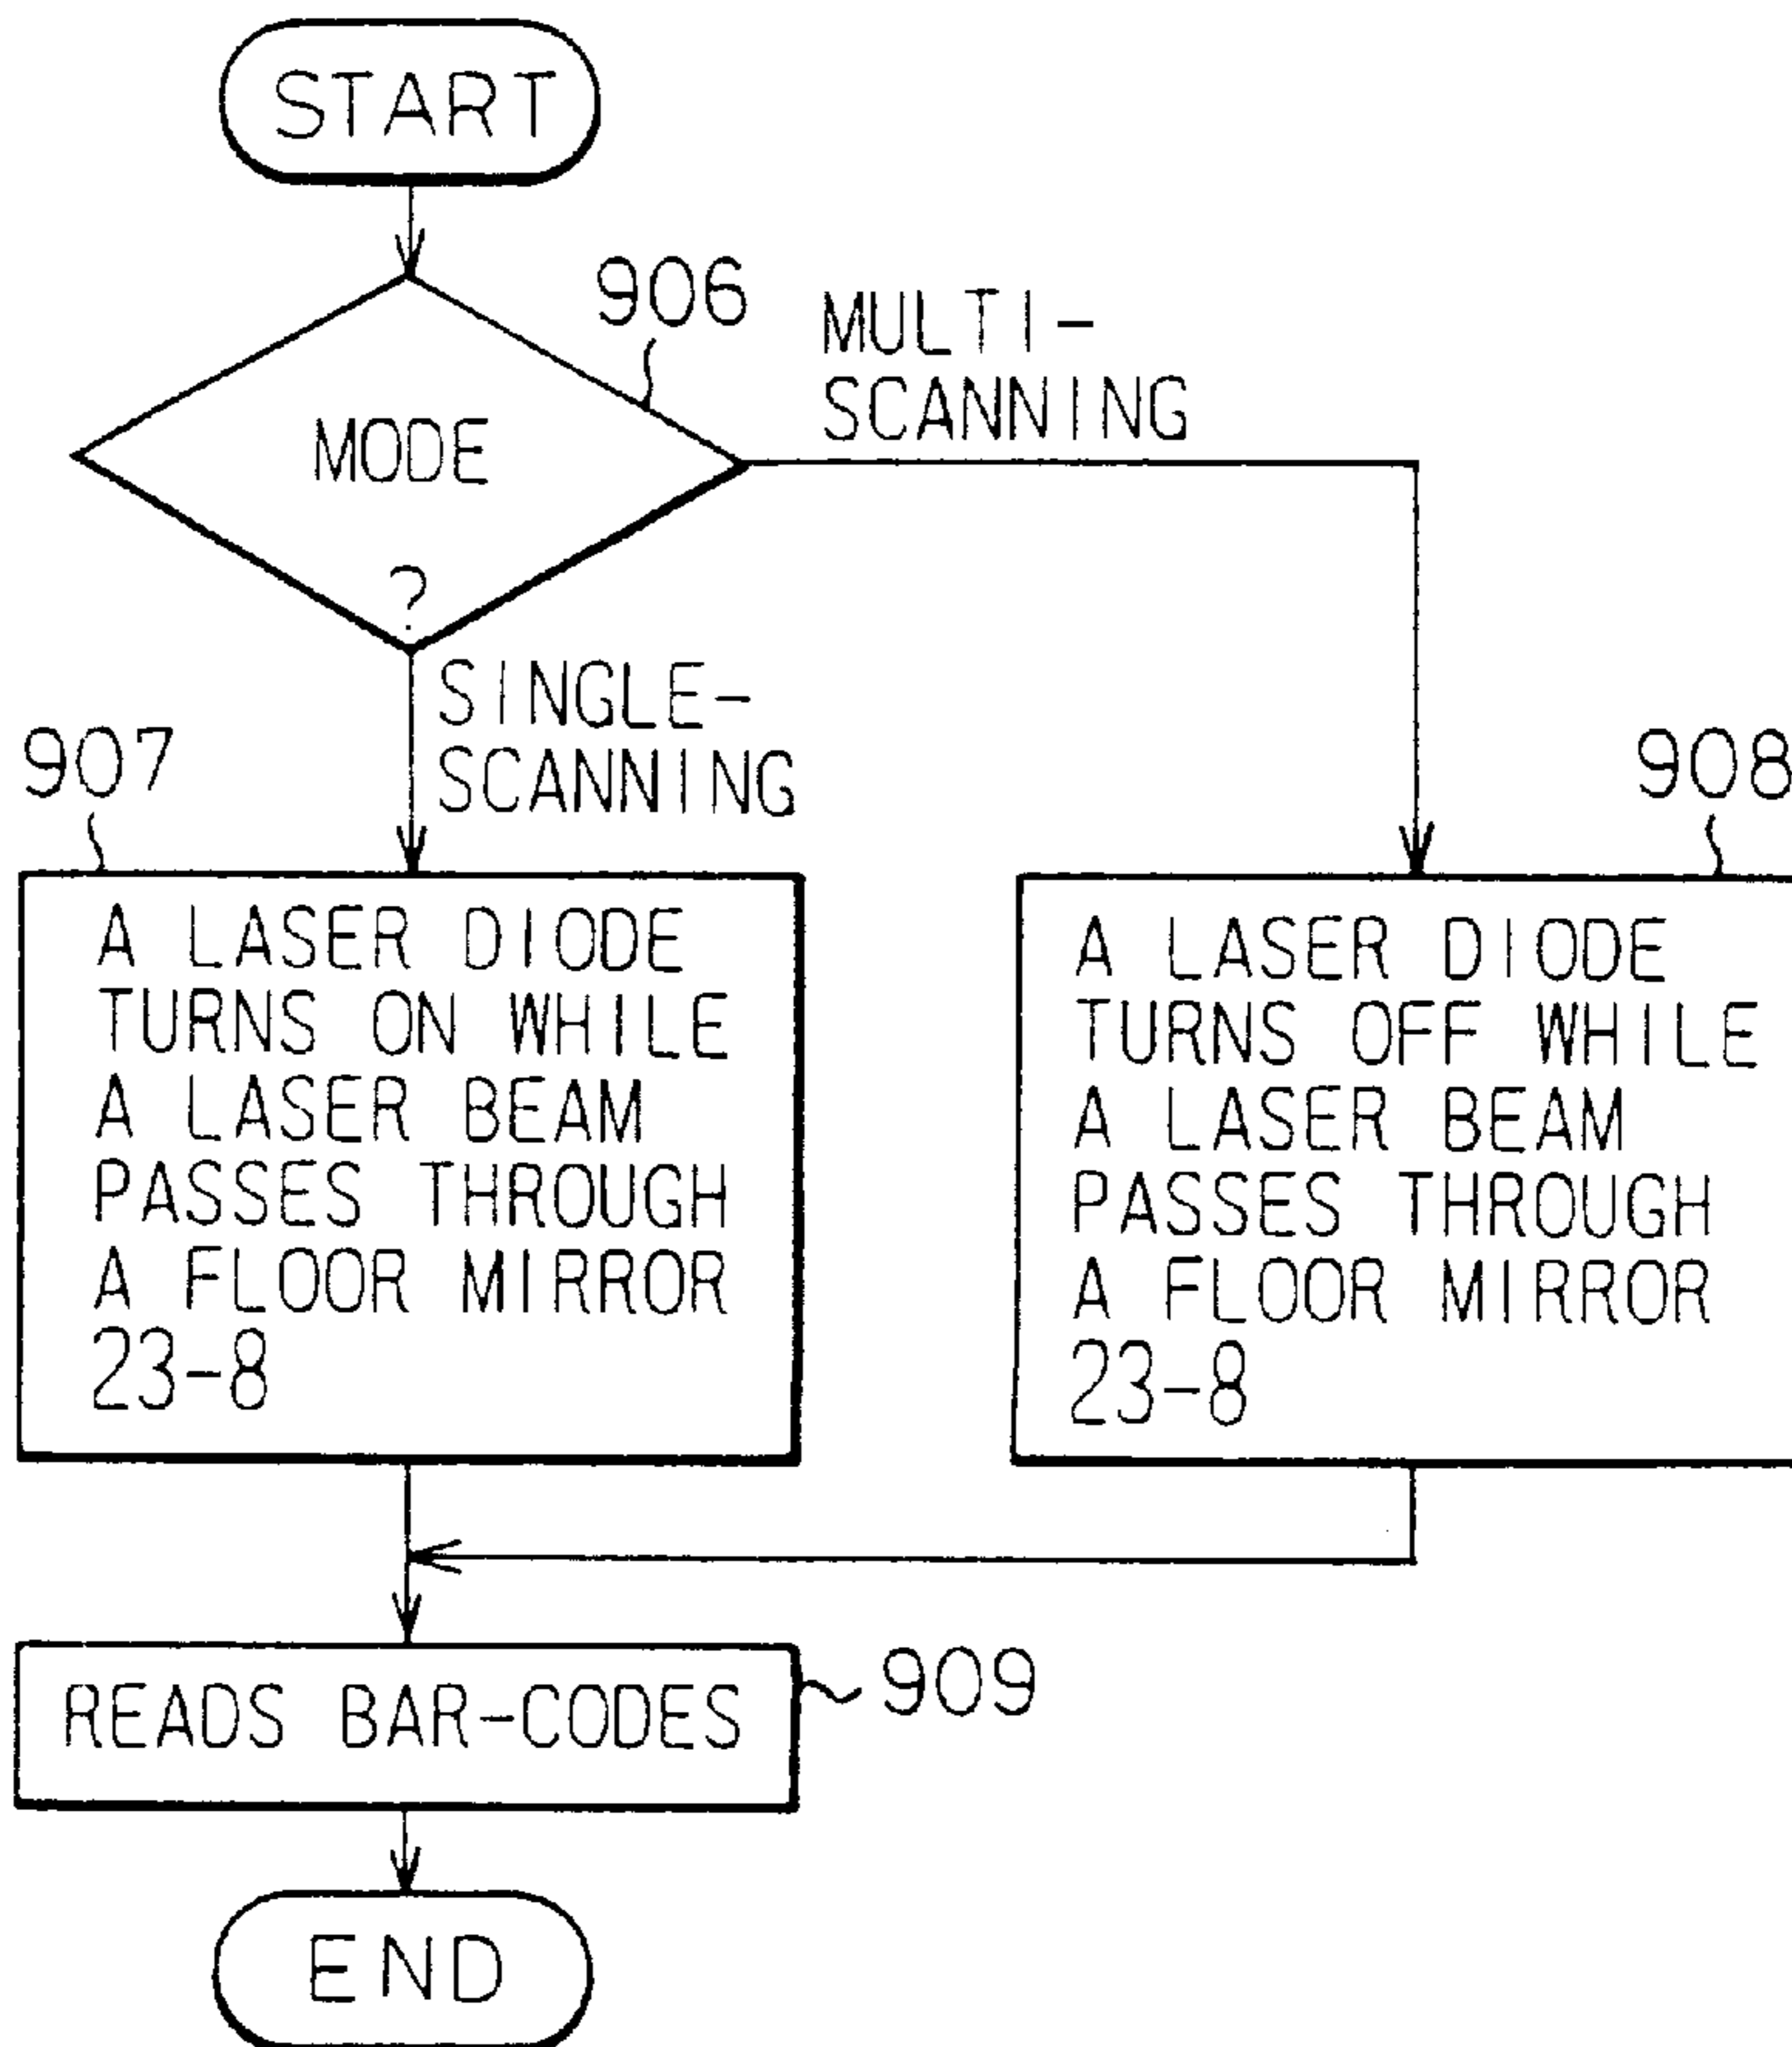 START
906
MULTI-
SCANNING
MODE
?
SINGLE-
SCANNING
907
908
A LASER DIODE
TURNS ON WHILE
A LASER BEAM
PASSES THROUGH
A FLOOR MIRROR
23-8
A LASER DIODE
TURNS OFF WHILE
A LASER BEAM
PASSES THROUGH
A FLOOR MIRROR
23-8
READS BAR-CODES
909
END